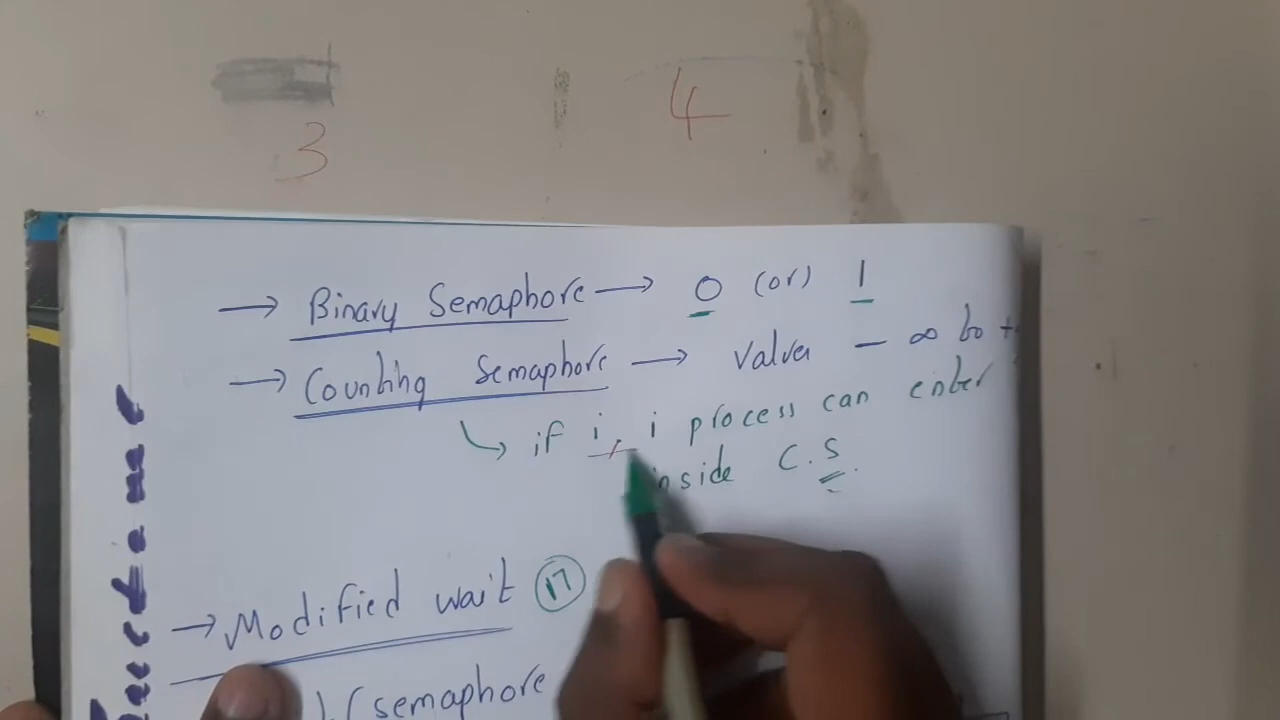 3 4
→ Binary Semaphore → 0 (or) 1
→ Counting Semaphore → Values - ∞ to +
↳ if i, i process can enter
inside C.S.
→ Modified wait 17
(semaphore